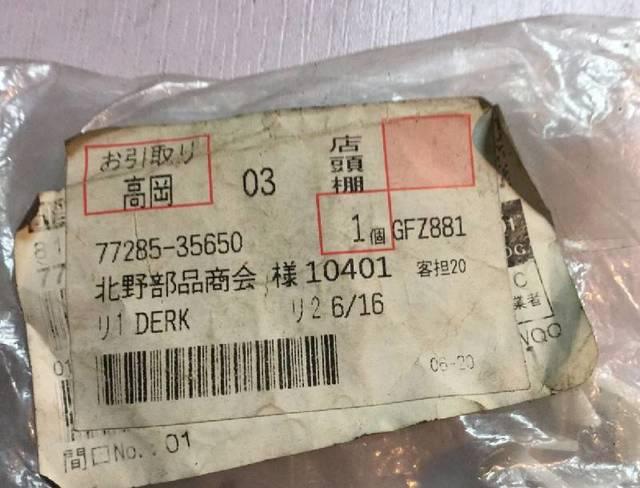 お引取り
高岡
03
店頭棚
1個 GFZ881
77285-35650
北野部品商会 様 10401 客担20
リ1 DERK リ2 6/16
06-20
間口No. 01
業者